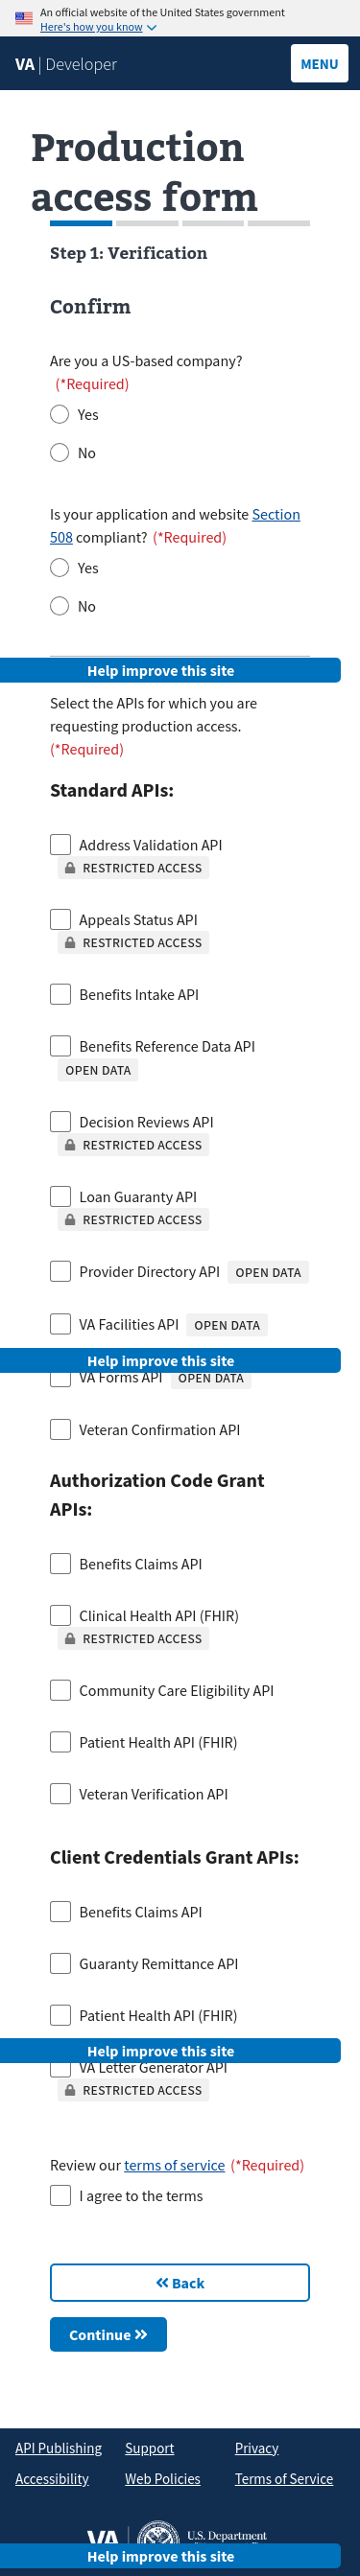 An official website of the United States government
Here's how you know
VA | Developer
MENU
Production
access form
Step 1: Verification
Confirm
Are you a US-based company?
(*Required)
Yes
No
Is your application and website Section
508 compliant? (*Required)
Yes
No
Help improve this site
Select the APIs for which you are
requesting production access.
(*Required)
Standard APIs:
Address Validation API
RESTRICTED ACCESS
Appeals Status API
RESTRICTED ACCESS
Benefits Intake API
Benefits Reference Data API
OPEN DATA
Decision Reviews API
RESTRICTED ACCESS
Loan Guaranty API
RESTRICTED ACCESS
Provider Directory API OPEN DATA
VA Facilities API OPEN DATA
Help improve this site
VA Forms API OPEN DATA
Veteran Confirmation API
Authorization Code Grant
APIs:
Benefits Claims API
Clinical Health API (FHIR)
RESTRICTED ACCESS
Community Care Eligibility API
Patient Health API (FHIR)
Veteran Verification API
Client Credentials Grant APIs:
Benefits Claims API
Guaranty Remittance API
Patient Health API (FHIR)
Help improve this site
VA Letter Generator API
RESTRICTED ACCESS
Review our terms of service (*Required)
I agree to the terms
Back
Continue
API Publishing Support Privacy
Accessibility Web Policies Terms of Service
VA U.S. Department
Help improve this site